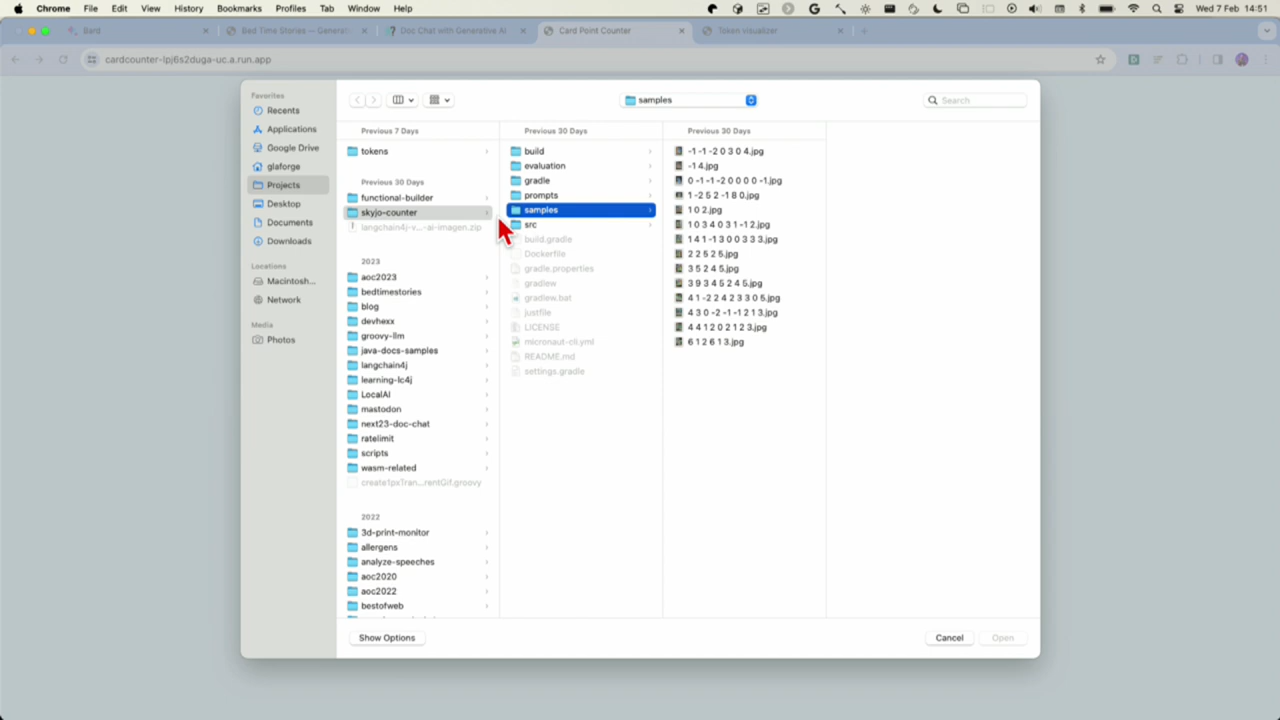 Chrome File Edit View History Bookmarks Profiles Tab Window Help Wed 7 Feb 14:51
Bard Bed Time Stories — Generati Doc Chat with Generative AI Card Point Counter Token visualizer
cardcounter-lpj6s2duga-uc.a.run.app
samples
Search
Favorites
Recents
Applications
Google Drive
glaforge
Projects
Desktop
Documents
Downloads
Locations
Macintosh...
Network
Media
Photos
Previous 7 Days
tokens
Previous 30 Days
functional-builder
skyjo-counter
langchain4j-v...-ai-imagen.zip
2023
aoc2023
bedtimestories
blog
devhexx
groovy-llm
java-docs-samples
langchain4j
learning-lc4j
LocalAI
mastodon
next23-doc-chat
ratelimit
scripts
wasm-related
create1pxTran...rentGif.groovy
2022
3d-print-monitor
allergens
analyze-speeches
aoc2020
aoc2022
bestofweb
Previous 30 Days
build
evaluation
gradle
prompts
samples
src
build.gradle
Dockerfile
gradle.properties
gradlew
gradlew.bat
justfile
LICENSE
micronaut-cli.yml
README.md
settings.gradle
Previous 30 Days
-1 -1 -2 0 3 0 4.jpg
-1 4.jpg
0 -1 -1 -2 0 0 0 0 -1.jpg
1 -2 5 2 -1 8 0.jpg
1 0 2.jpg
1 0 3 4 0 3 1 -1 2.jpg
1 4 1 -1 3 0 0 3 3 3.jpg
2 2 5 2 5.jpg
3 5 2 4 5.jpg
3 9 3 4 5 2 4 5.jpg
4 1 -2 2 4 2 3 3 0 5.jpg
4 3 0 -2 -1 -1 2 1 3.jpg
4 4 1 2 0 2 1 2 3.jpg
6 1 2 6 1 3.jpg
Show Options
Cancel
Open